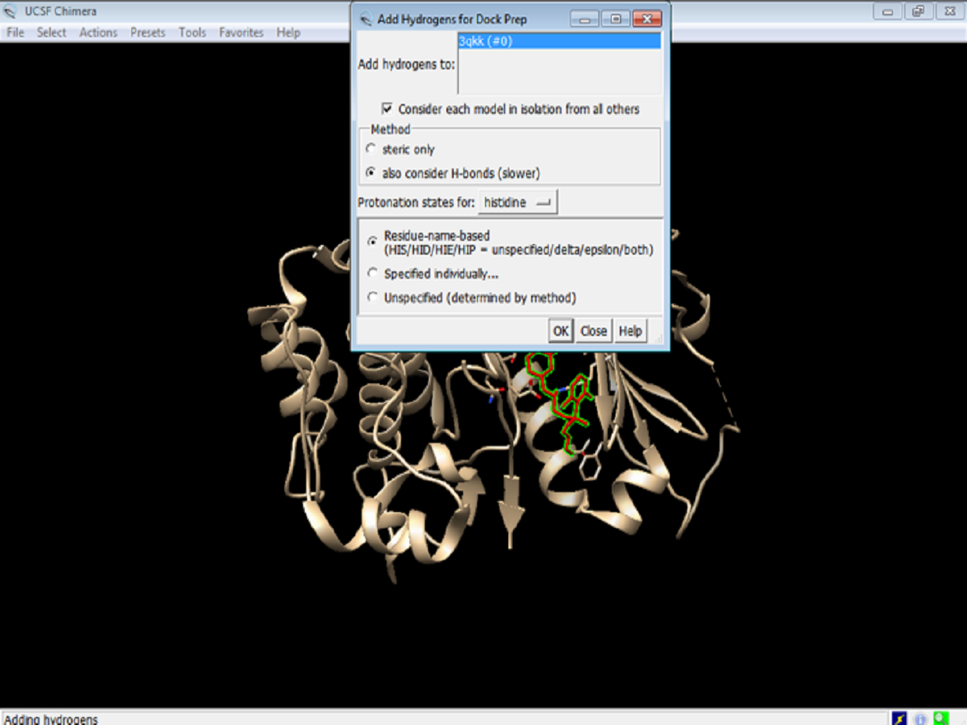 UCSF Chimera
File Select Actions Presets Tools Favorites Help
Add Hydrogens for Dock Prep
3qkk (#0)
Add hydrogens to:
Consider each model in isolation from all others
Method
steric only
also consider H-bonds (slower)
Protonation states for: histidine
Residue-name-based
(HIS/HID/HIE/HIP = unspecified/delta/epsilon/both)
Specified individually...
Unspecified (determined by method)
OK Close Help
Adding hydrogens